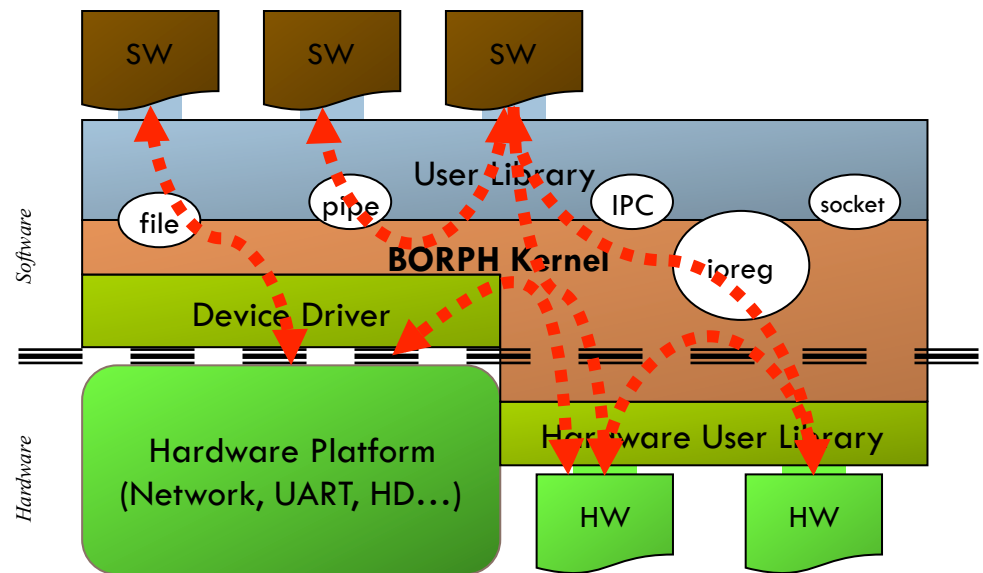 SW
SW
SW
User Library
file
pipe
IPC
socket
Software
BORPH Kernel
ioreg
Device Driver
Hardware User Library
Hardware Platform
(Network, UART, HD…)
Hardware
HW
HW